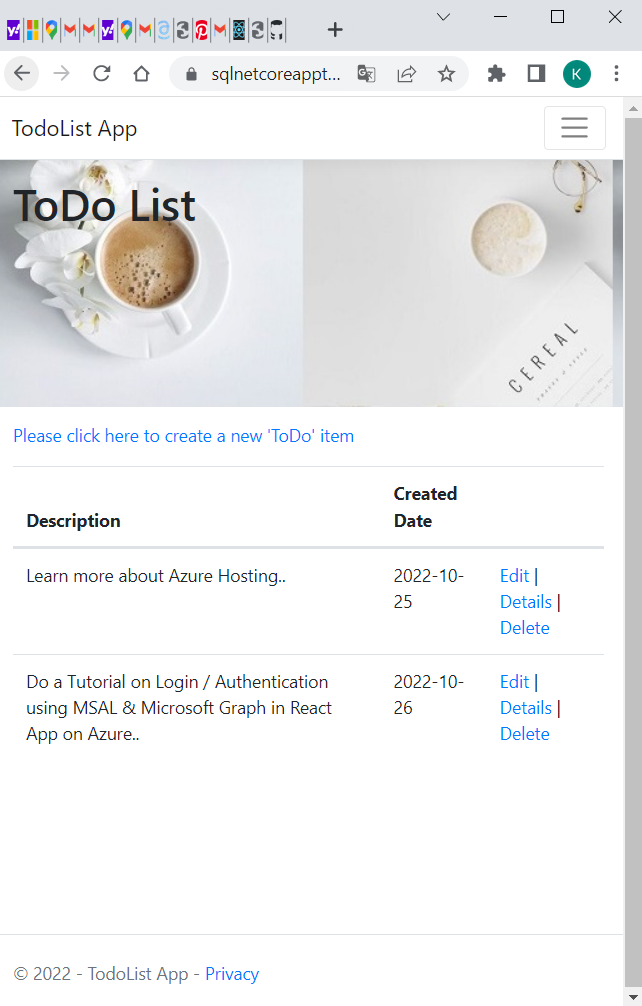 sqlnetcoreappt...
K
TodoList App
ToDo List
CEREAL
Please click here to create a new 'ToDo' item
Description
Created
Date
Learn more about Azure Hosting..
2022-10-
25
Edit |
Details |
Delete
Do a Tutorial on Login / Authentication
using MSAL & Microsoft Graph in React
App on Azure..
2022-10-
26
Edit |
Details |
Delete
© 2022 - TodoList App - Privacy